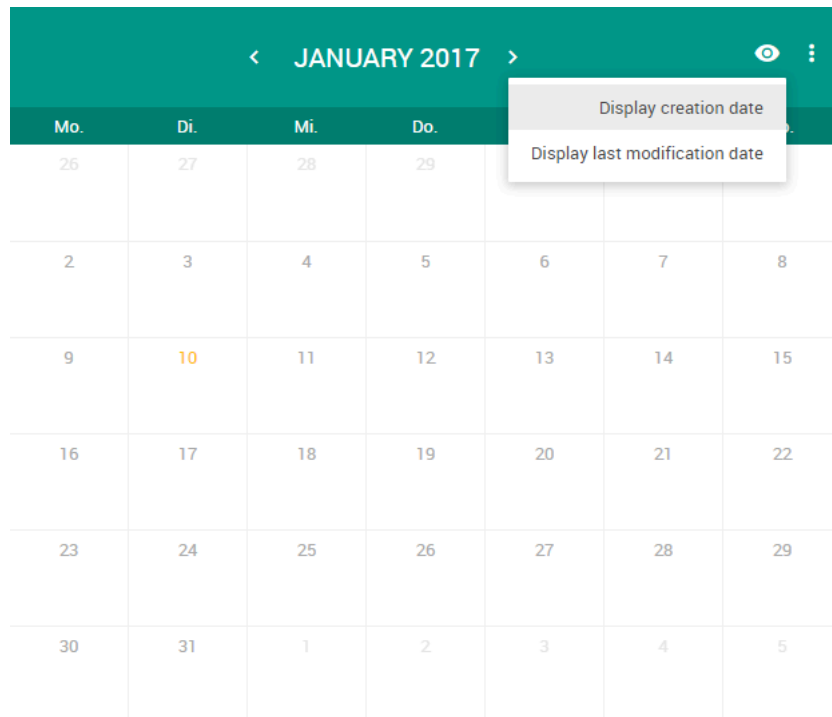 JANUARY 2017
Display creation date
Mo. Di. Mi. Do.
Display last modification date
26 27 28 29
2 3 4 5 6 7 8
9 10 11 12 13 14 15
16 17 18 19 20 21 22
23 24 25 26 27 28 29
30 31 1 2 3 4 5